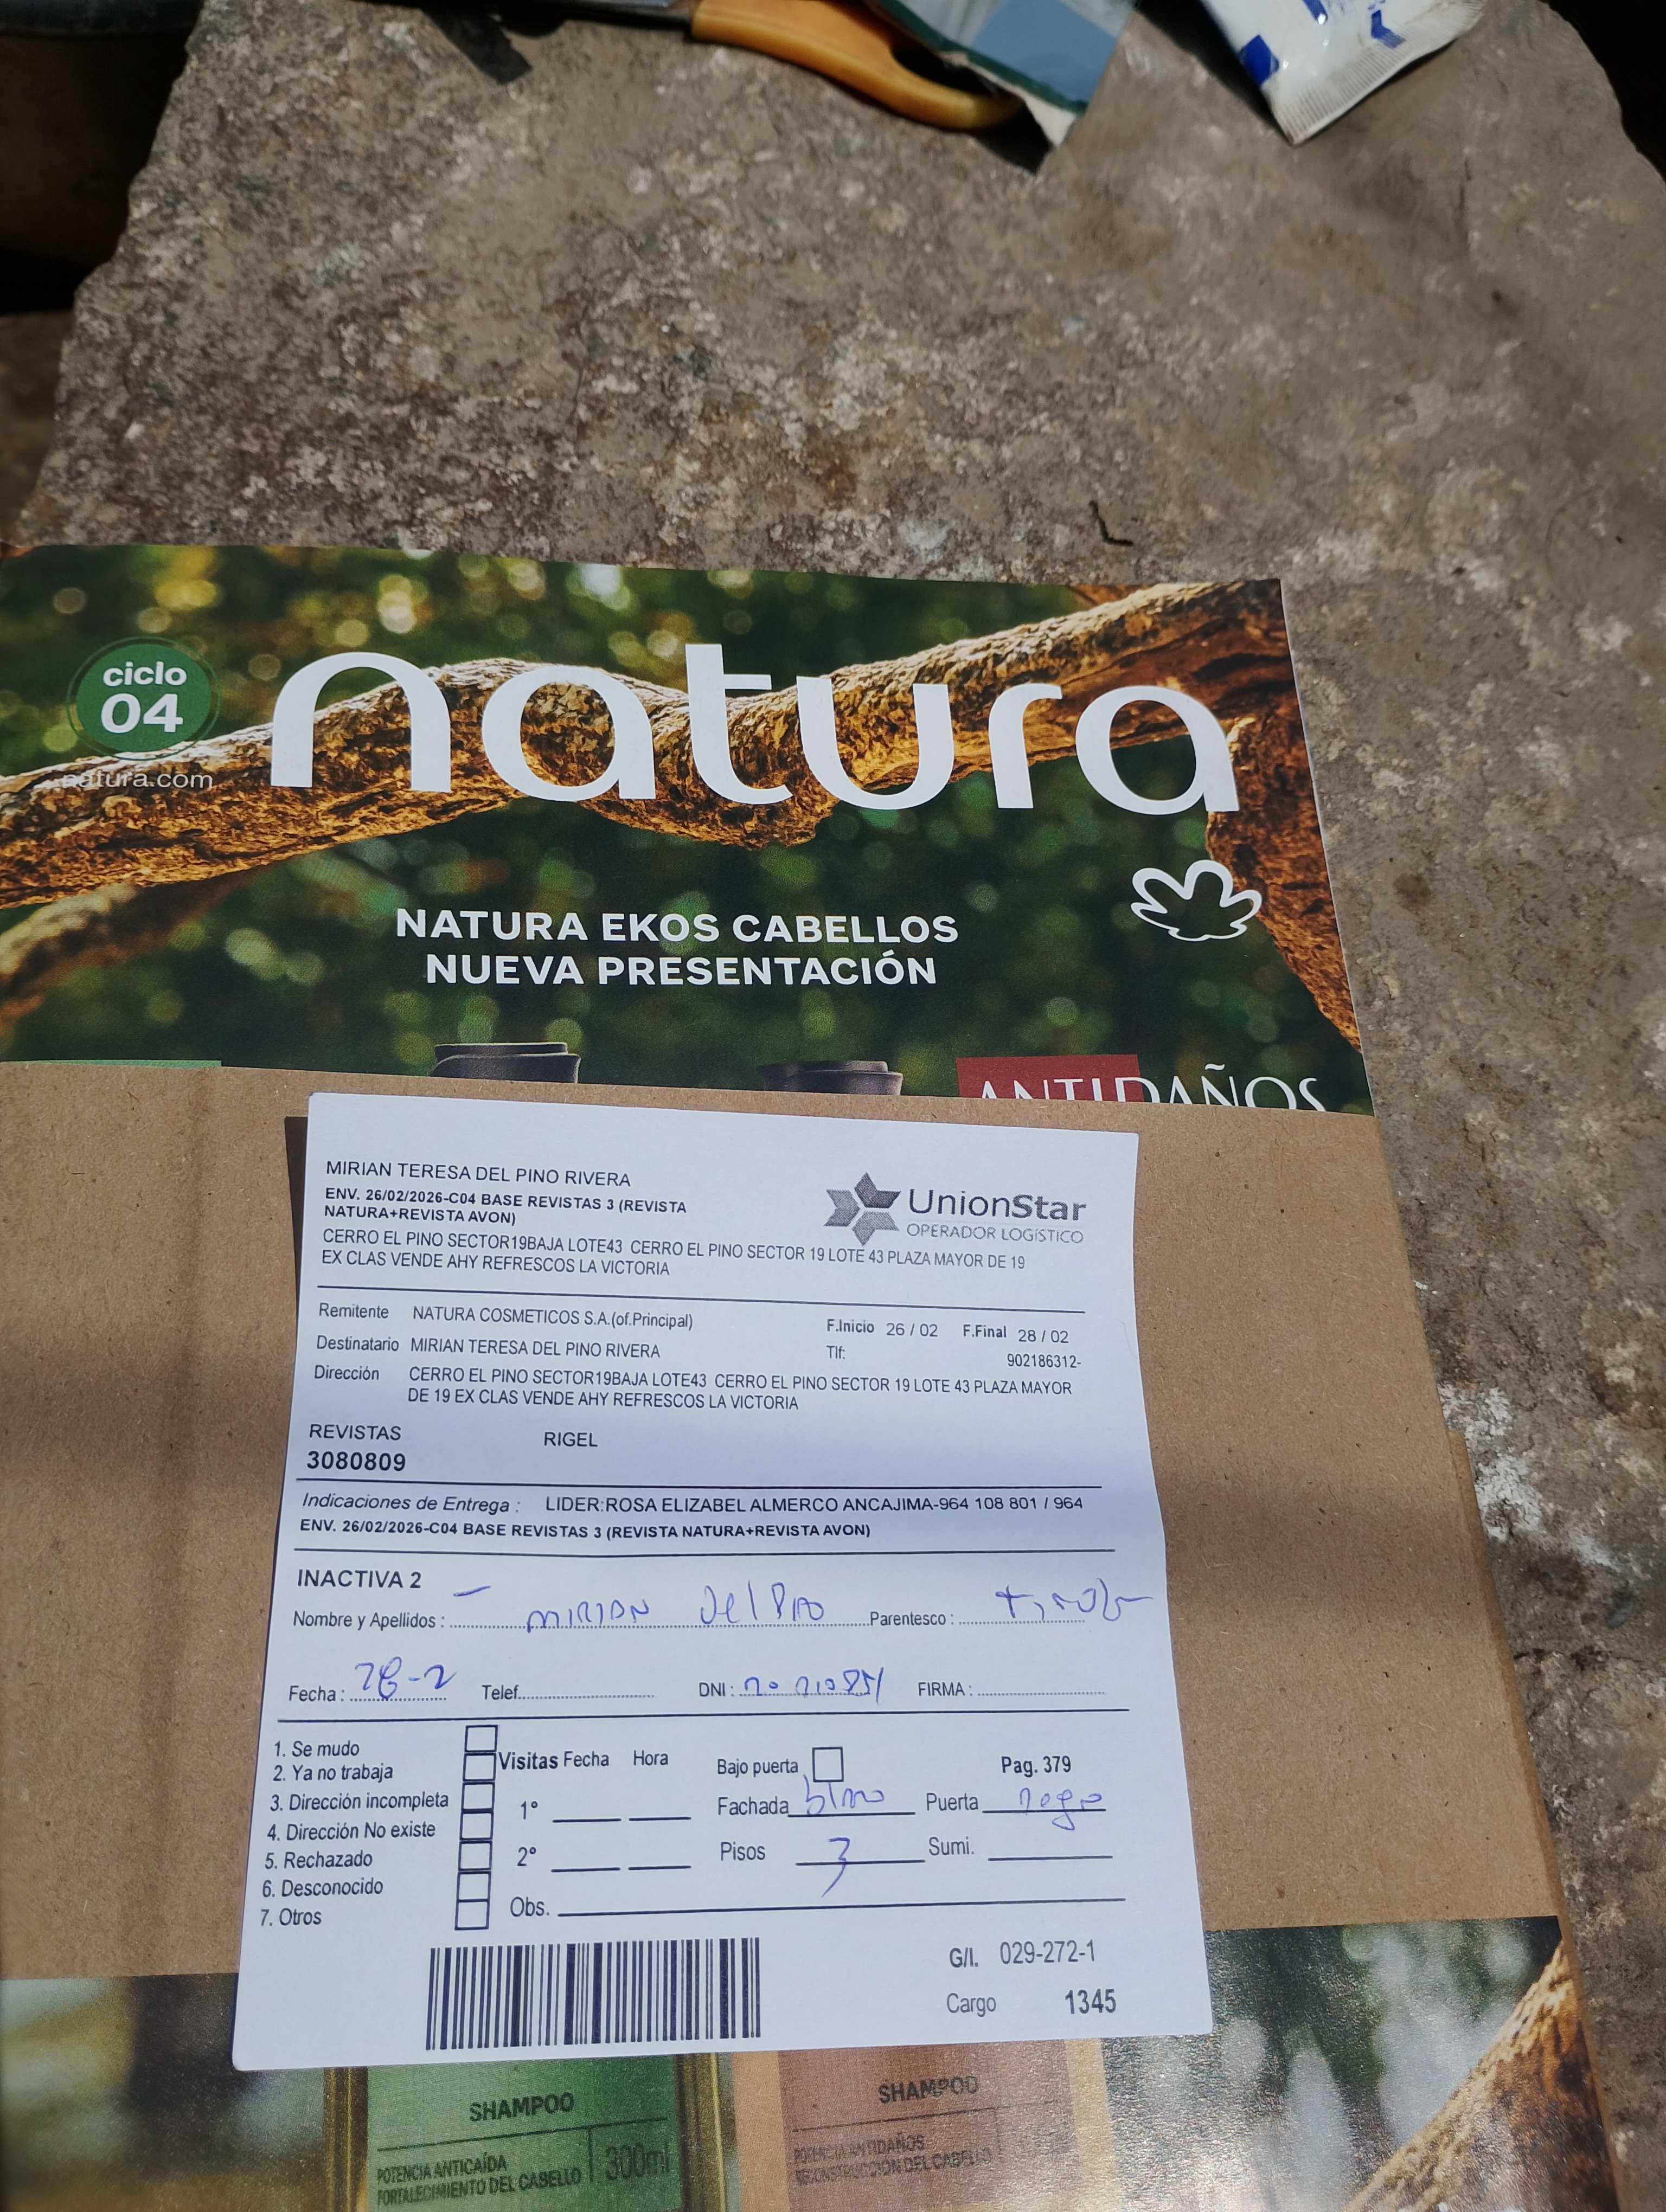 ciclo
04
natura.com
natura
NATURA EKOS CABELLOS
NUEVA PRESENTACIÓN
ANTIDAÑOS
MIRIAN TERESA DEL PINO RIVERA
ENV. 26/02/2026-C04 BASE REVISTAS 3 (REVISTA
NATURA+REVISTA AVON)
UnionStar
OPERADOR LOGÍSTICO
CERRO EL PINO SECTOR19BAJA LOTE43 CERRO EL PINO SECTOR 19 LOTE 43 PLAZA MAYOR DE 19
EX CLAS VENDE AHY REFRESCOS LA VICTORIA
Remitente NATURA COSMETICOS S.A.(of.Principal)
F.Inicio 26 / 02 F.Final 28 / 02
Destinatario MIRIAN TERESA DEL PINO RIVERA
Tlf: 902186312-
Dirección CERRO EL PINO SECTOR19BAJA LOTE43 CERRO EL PINO SECTOR 19 LOTE 43 PLAZA MAYOR
DE 19 EX CLAS VENDE AHY REFRESCOS LA VICTORIA
REVISTAS RIGEL
3080809
Indicaciones de Entrega : LIDER:ROSA ELIZABEL ALMERCO ANCAJIMA-964 108 801 / 964
ENV. 26/02/2026-C04 BASE REVISTAS 3 (REVISTA NATURA+REVISTA AVON)
INACTIVA 2
Nombre y Apellidos : MIRIAN Del Parentesco :
Fecha : Telef. DNI : FIRMA :
1. Se mudo
2. Ya no trabaja
3. Dirección incompleta
4. Dirección No existe
5. Rechazado
6. Desconocido
7. Otros
Visitas Fecha Hora
1°
2°
Obs.
Bajo puerta Pag. 379
Fachada Puerta negro
Pisos 3 Sumi.
G/I. 029-272-1
Cargo 1345
SHAMPOO
POTENCIA ANTICAÍDA
FORTALECIMIENTO DEL CABELLO
300ml
SHAMPOO
POTENCIA ANTIDAÑOS
RECONSTRUCCIÓN DEL CABELLO